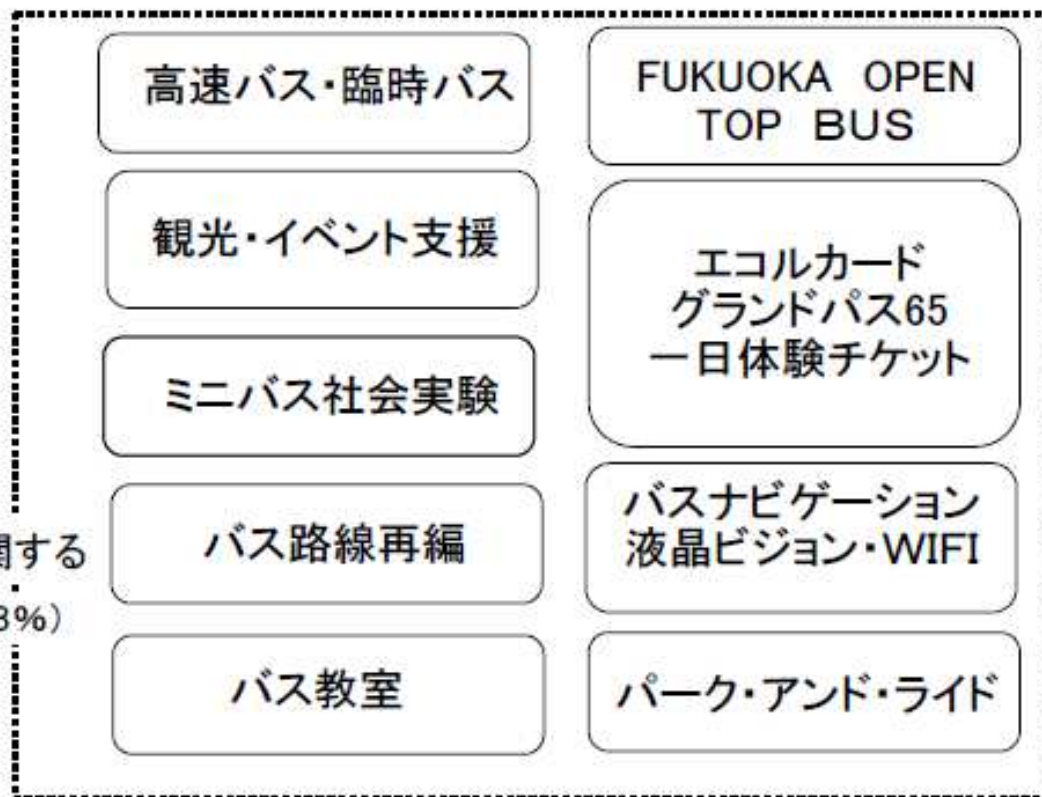 高速バス・臨時バス
観光・イベント支援
ミニバス社会実験
バス路線再編
バス教室
FUKUOKA OPEN
TOP BUS
エコルカード
グランドパス65
一日体験チケット
バスナビゲーション
液晶ビジョン・WIFI
パーク・アンド・ライド
する
%）